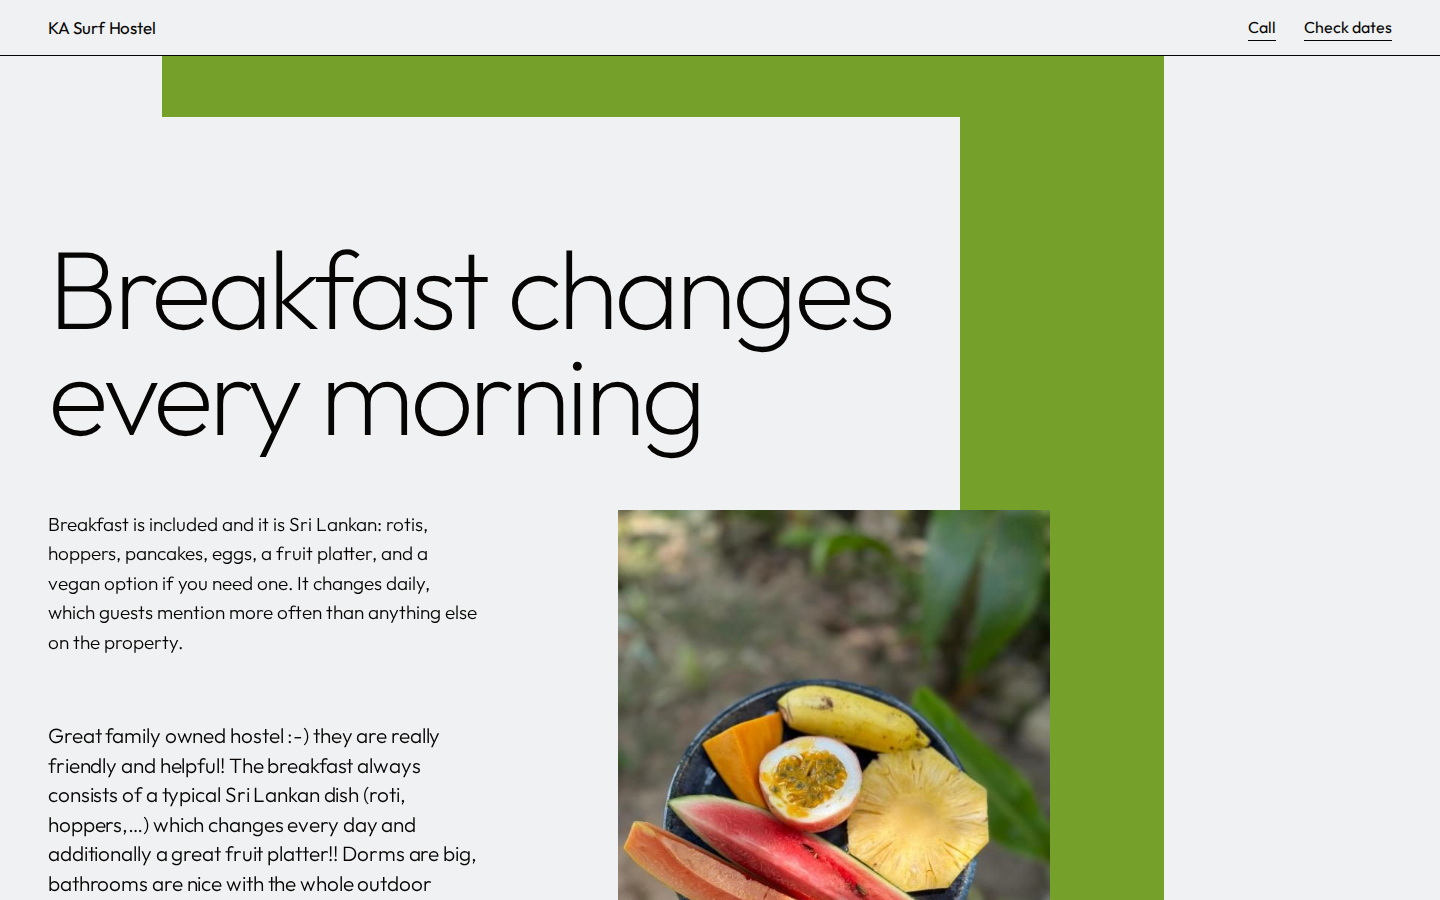 KA Surf Hostel
Call
Check dates
Breakfast changes
every morning
Breakfast is included and it is Sri Lankan: rotis,
hoppers, pancakes, eggs, a fruit platter, and a
vegan option if you need one. It changes daily,
which guests mention more often than anything else
on the property.
Great family owned hostel :-) they are really
friendly and helpful! The breakfast always
consists of a typical Sri Lankan dish (roti,
hoppers,…) which changes every day and
additionally a great fruit platter!! Dorms are big,
bathrooms are nice with the whole outdoor